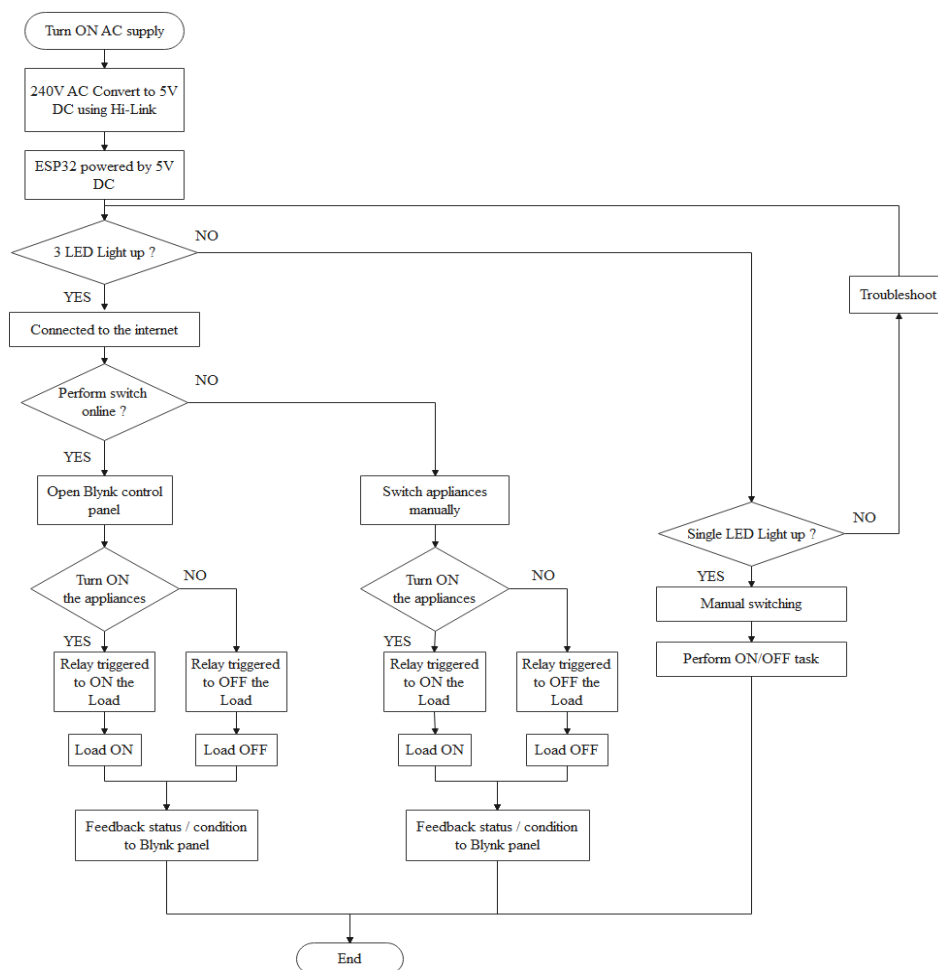 Turn ON AC supply
240V AC Convert to 5V
DC using Hi-Link
ESP32 powered by 5V
DC
3 LED Light up ?
NO
YES
Troubleshoot
Connected to the internet
Perform switch
online ?
NO
YES
Open Blynk control
panel
Switch appliances
manually
Single LED Light up ?
NO
YES
Turn ON
the appliances
NO
YES
Turn ON
the appliances
NO
YES
Manual switching
Perform ON/OFF task
Relay triggered
to ON the
Load
Relay triggered
to OFF the
Load
Relay triggered
to ON the
Load
Relay triggered
to OFF the
Load
Load ON
Load OFF
Load ON
Load OFF
Feedback status / condition
to Blynk panel
Feedback status / condition
to Blynk panel
End